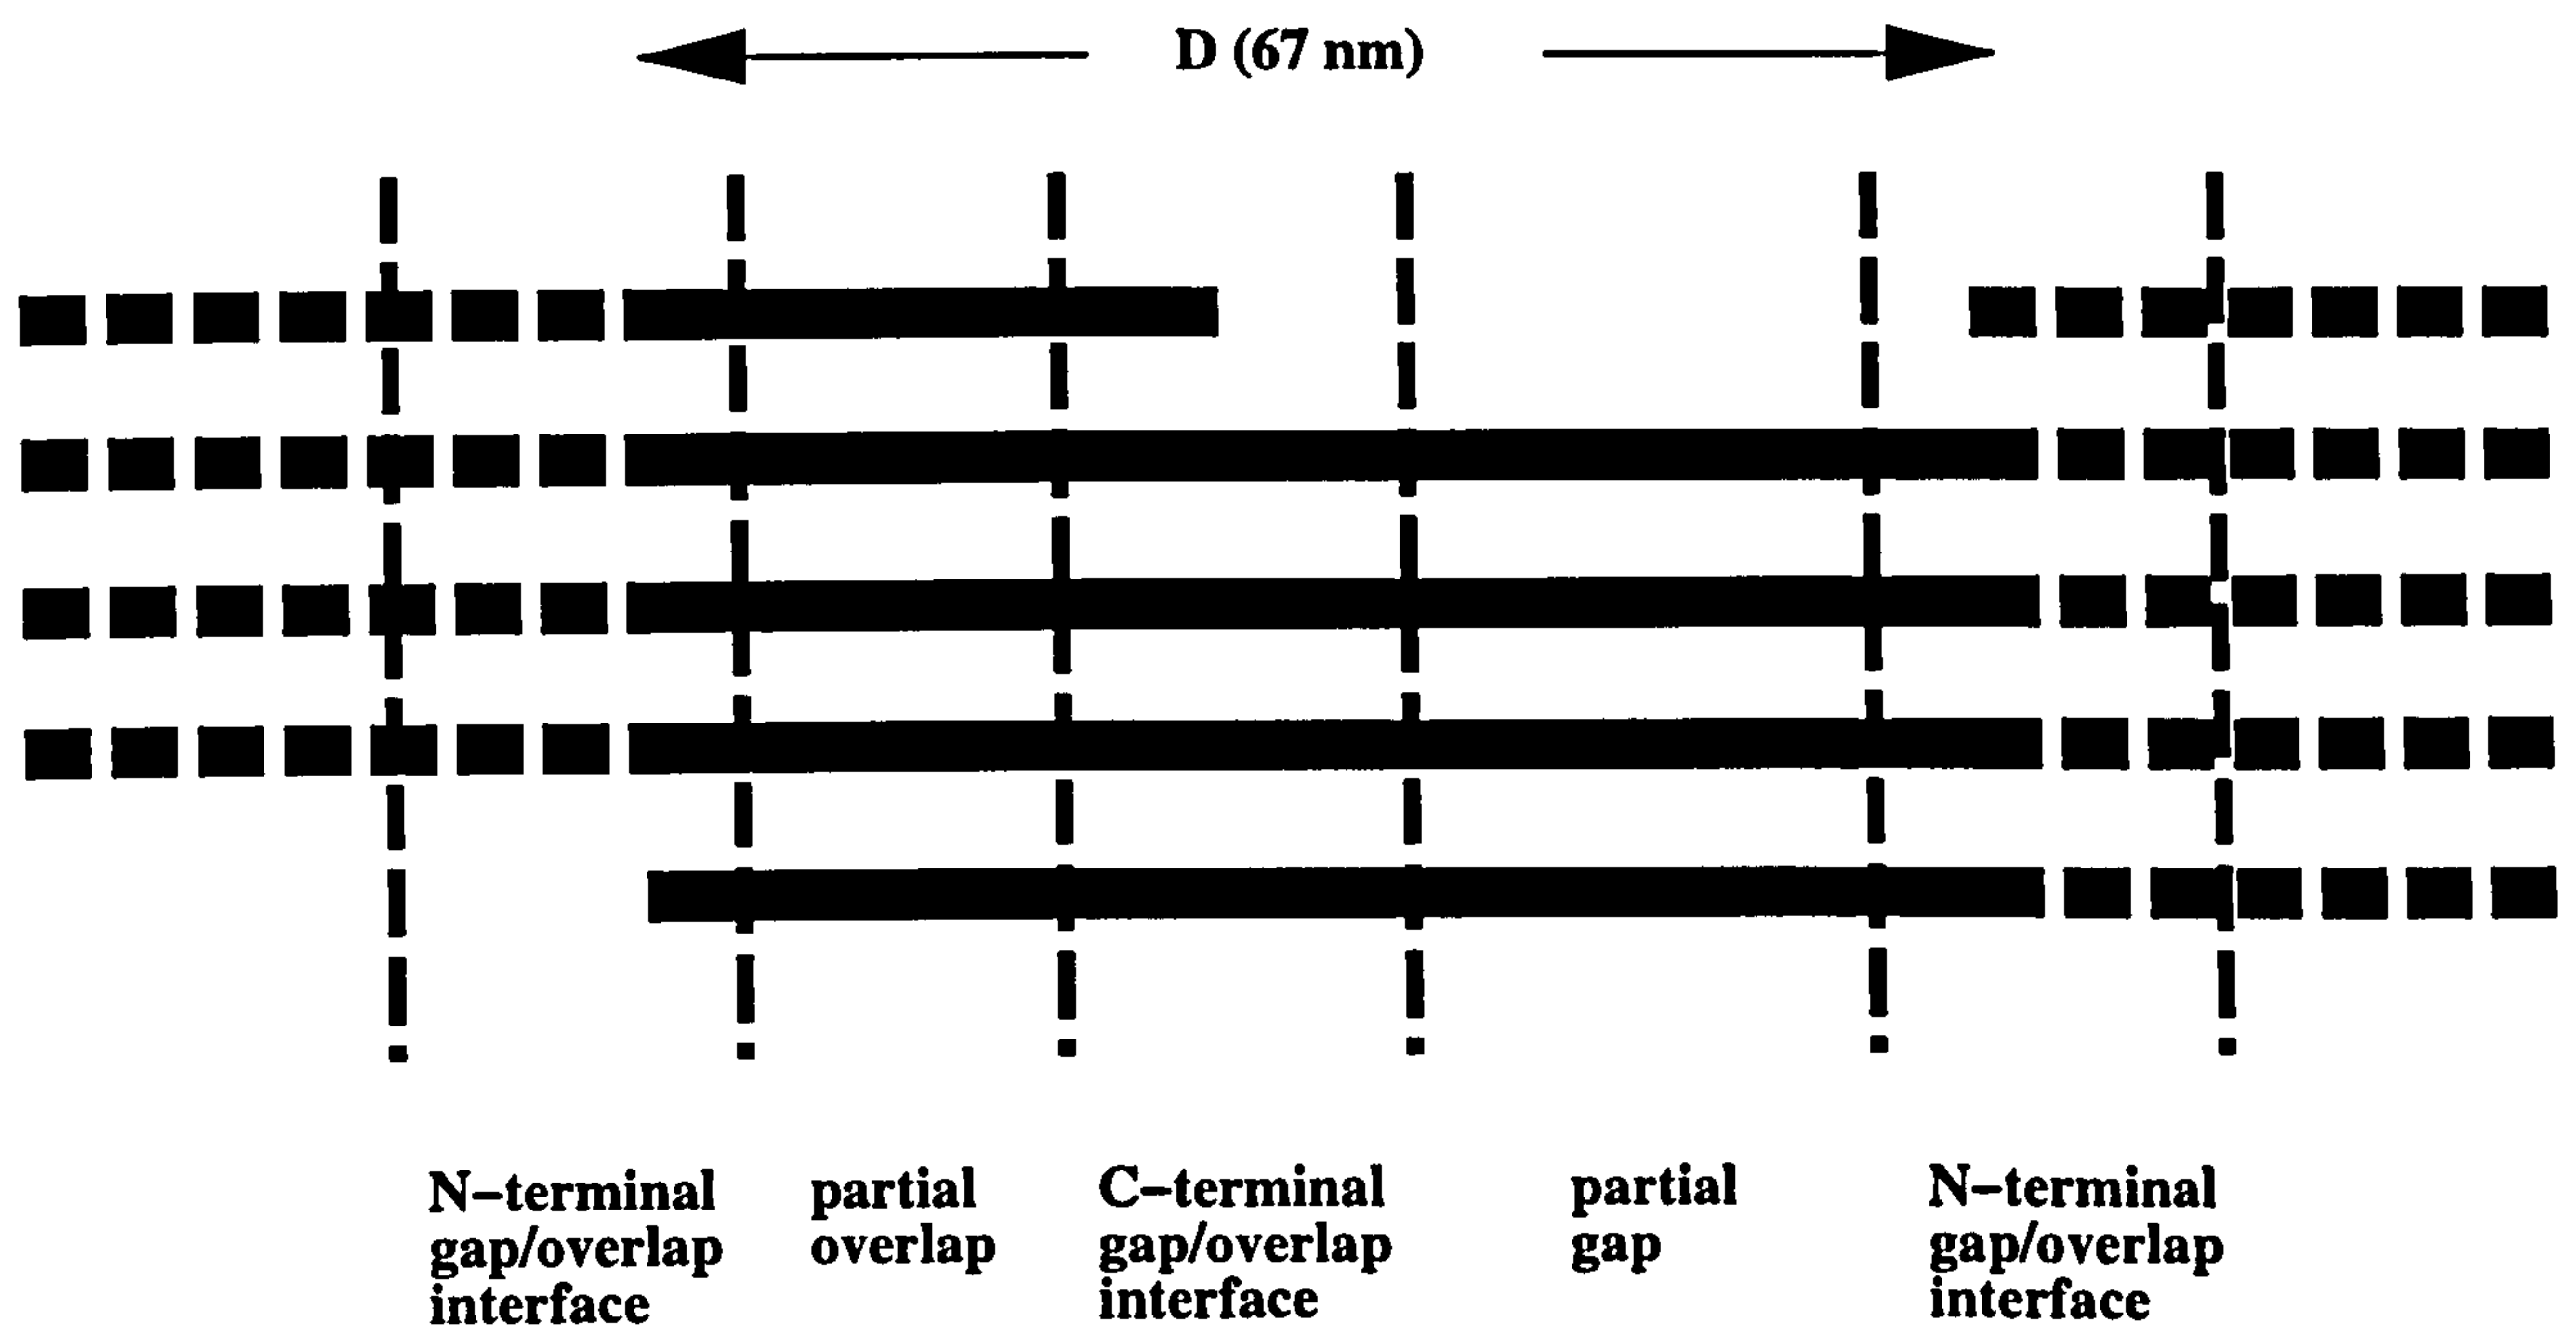 D (67 nm)
N–terminal
gap/overlap
interface
partial
overlap
C–terminal
gap/overlap
interface
partial
gap
N–terminal
gap/overlap
interface